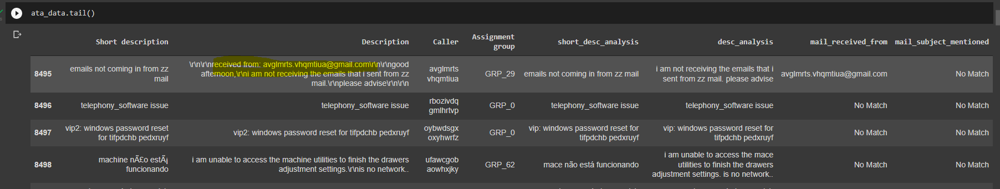 ata_data.tail()
Short description Description Caller Assignment group short_desc_analysis desc_analysis mail_received_from mail_subject_mentioned
8495 emails not coming in from zz mail \r\n\r\nreceived from: avglmrts.vhqmtiua@gmail.com\r\n\r\ngood afternoon,\r\ni am not receiving the emails that i sent from zz mail.\r\nplease advise\r\n\r\n avglmrts vhqmtiua GRP_29 emails not coming in from zz mail i am not receiving the emails that i sent from zz mail. please advise avglmrts.vhqmtiua@gmail.com No Match
8496 telephony_software issue telephony_software issue rbozivdq gmlhrtvp GRP_0 telephony_software issue telephony_software issue No Match No Match
8497 vip2: windows password reset for tifpdchb pedxruyf vip2: windows password reset for tifpdchb pedxruyf oybwdsgx oxyhwrfz GRP_0 vip: windows password reset for tifpdchb pedxruyf vip: windows password reset for tifpdchb pedxruyf No Match No Match
8498 machine nÃ£o estÃ¡ funcionando i am unable to access the machine utilities to finish the drawers adjustment settings.\r\nis no network.. ufawcgob aowhxjky GRP_62 mace não está funcionando i am unable to access the mace utilities to finish the drawers adjustment settings. is no network.. No Match No Match